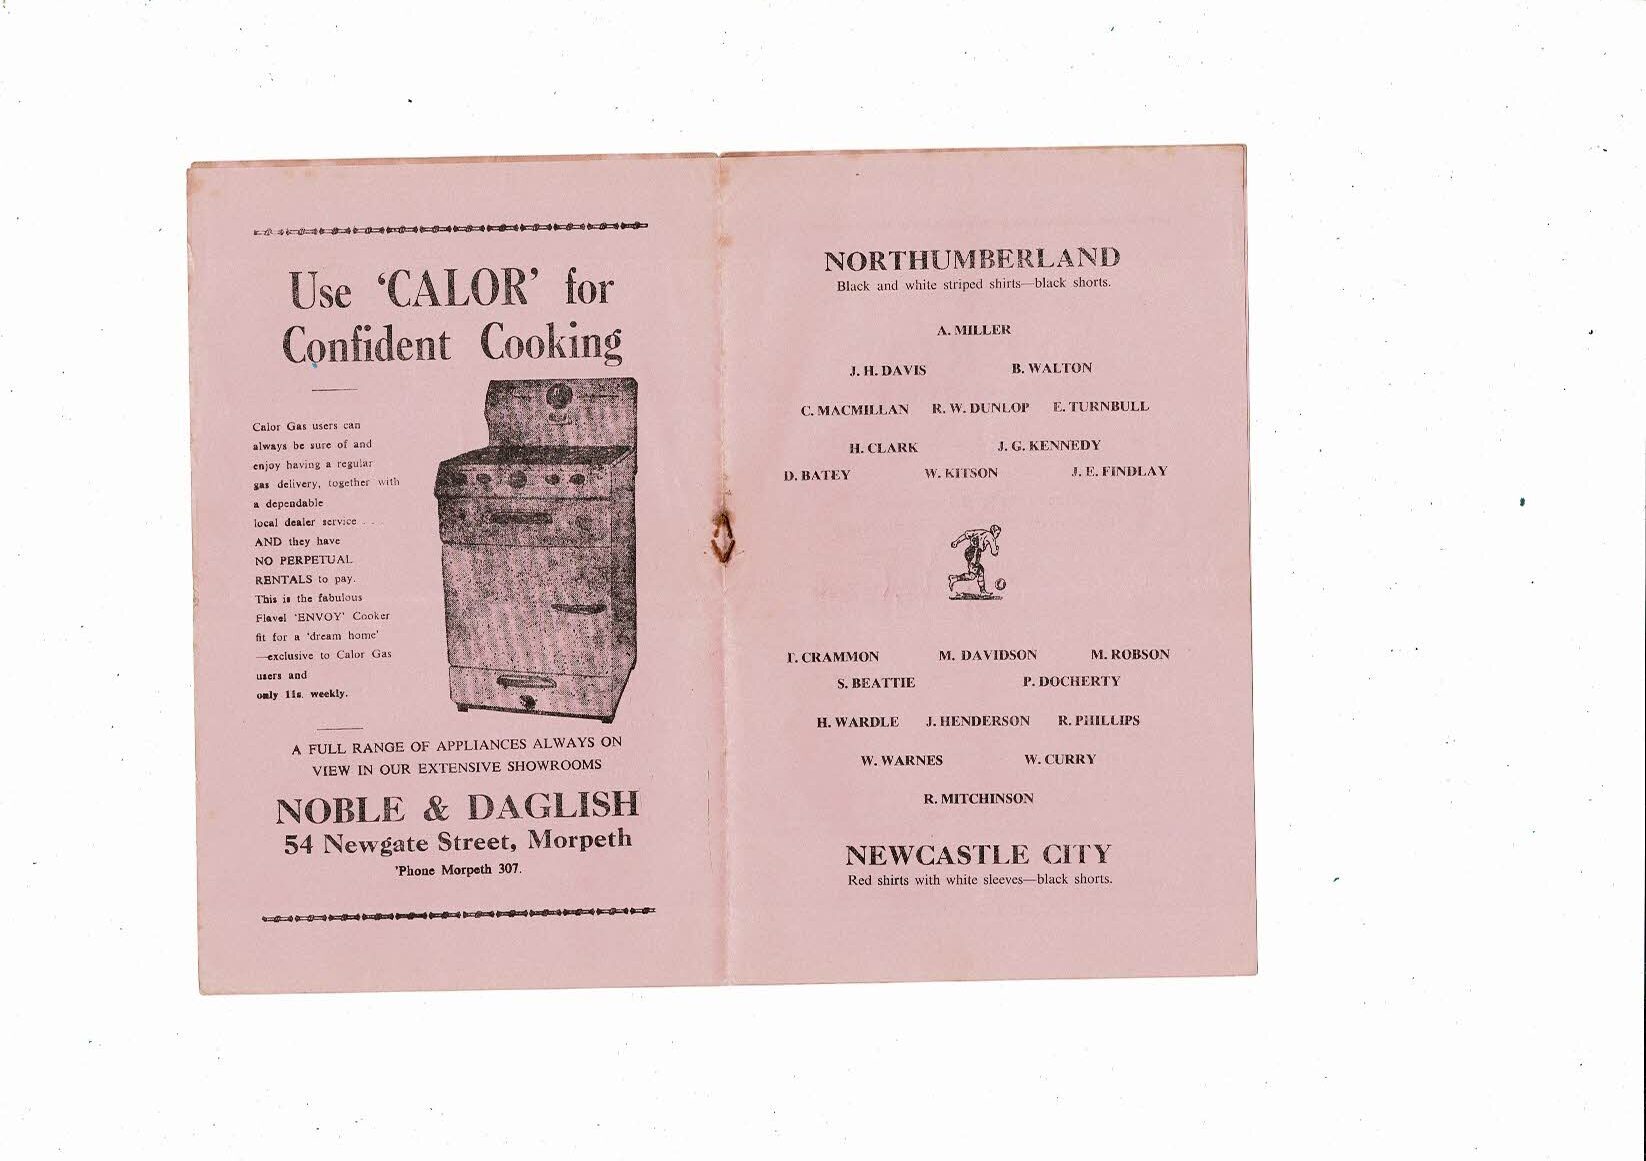 Use ‘CALOR’ for
Confident Cooking
Calor Gas users can
always be sure of and
enjoy having a regular
gas delivery, together with
a dependable
local dealer service . . .
AND they have
NO PERPETUAL
RENTALS to pay.
This is the fabulous
Flavel ‘ENVOY’ Cooker
fit for a ‘dream home’
—exclusive to Calor Gas
users and
only 11s. weekly.
A FULL RANGE OF APPLIANCES ALWAYS ON
VIEW IN OUR EXTENSIVE SHOWROOMS
NOBLE & DAGLISH
54 Newgate Street, Morpeth
'Phone Morpeth 307.
NORTHUMBERLAND
Black and white striped shirts—black shorts.
A. MILLER
J. H. DAVIS B. WALTON
C. MACMILLAN R. W. DUNLOP E. TURNBULL
H. CLARK J. G. KENNEDY
D. BATEY W. KITSON J. E. FINDLAY
T. CRAMMON M. DAVIDSON M. ROBSON
S. BEATTIE P. DOCHERTY
H. WARDLE J. HENDERSON R. PHILLIPS
W. WARNES W. CURRY
R. MITCHINSON
NEWCASTLE CITY
Red shirts with white sleeves—black shorts.